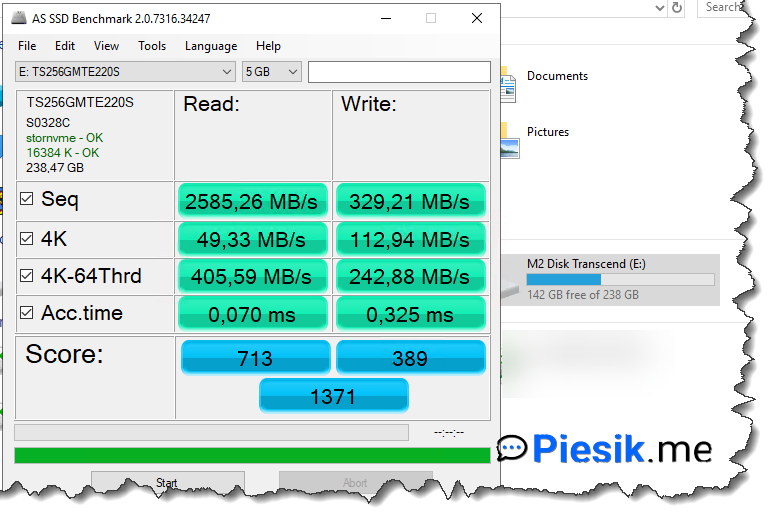 AS SSD Benchmark 2.0.7316.34247
File Edit View Tools Language Help
E: TS256GMTE220S 5 GB
TS256GMTE220S
S0328C
stornvme - OK
16384 K - OK
238,47 GB
Read: Write:
Seq 2585,26 MB/s 329,21 MB/s
4K 49,33 MB/s 112,94 MB/s
4K-64Thrd 405,59 MB/s 242,88 MB/s
Acc.time 0,070 ms 0,325 ms
Score: 713 389
1371
--:--:--
Start Abort
Search
Documents
Pictures
M2 Disk Transcend (E:)
142 GB free of 238 GB
Piesik.me